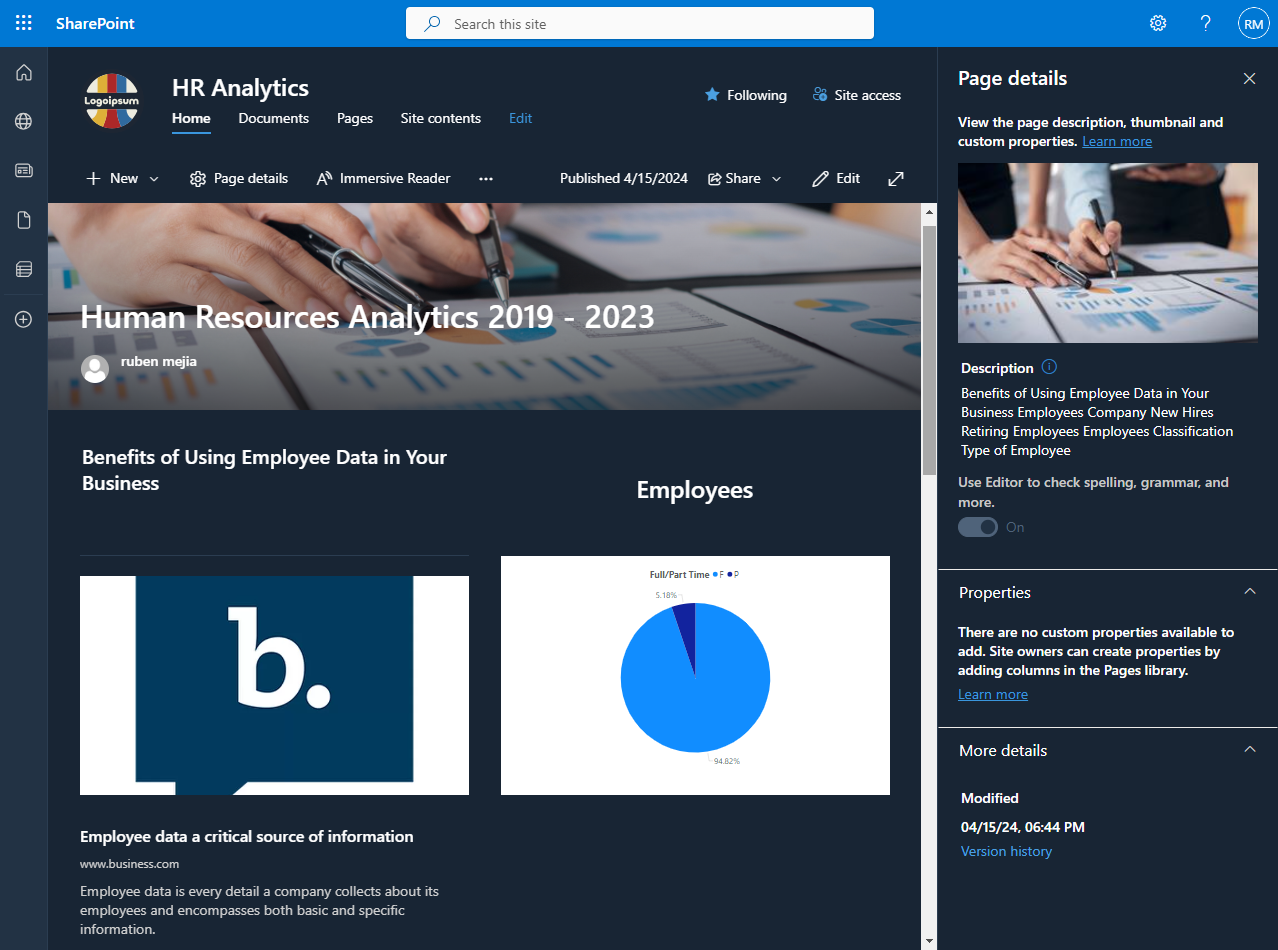 SharePoint
Search this site
RM
Logoipsum
HR Analytics
Following
Site access
Home
Documents
Pages
Site contents
Edit
New
Page details
Immersive Reader
Published 4/15/2024
Share
Edit
Human Resources Analytics 2019 - 2023
ruben mejia
Benefits of Using Employee Data in Your
Business
b.
Employee data a critical source of information
www.business.com
Employee data is every detail a company collects about its
employees and encompasses both basic and specific
information.
Employees
Full/Part Time F P
5.18%
94.82%
Page details
View the page description, thumbnail and
custom properties. Learn more
Description
Benefits of Using Employee Data in Your
Business Employees Company New Hires
Retiring Employees Employees Classification
Type of Employee
Use Editor to check spelling, grammar, and
more.
On
Properties
There are no custom properties available to
add. Site owners can create properties by
adding columns in the Pages library.
Learn more
More details
Modified
04/15/24, 06:44 PM
Version history